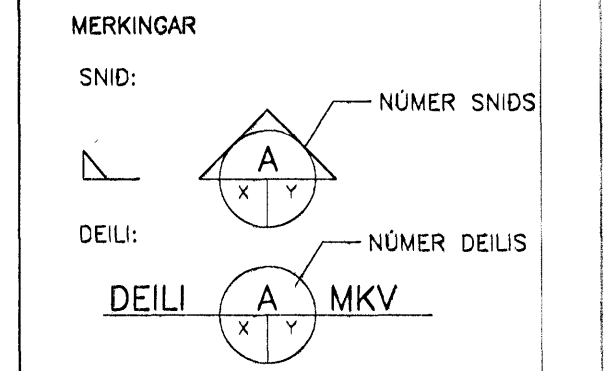 MERKINGAR
SNIÐ:
NÚMER SNIÐS
A
X Y
DEILI:
NÚMER DEILIS
DEILI A MKV
X Y